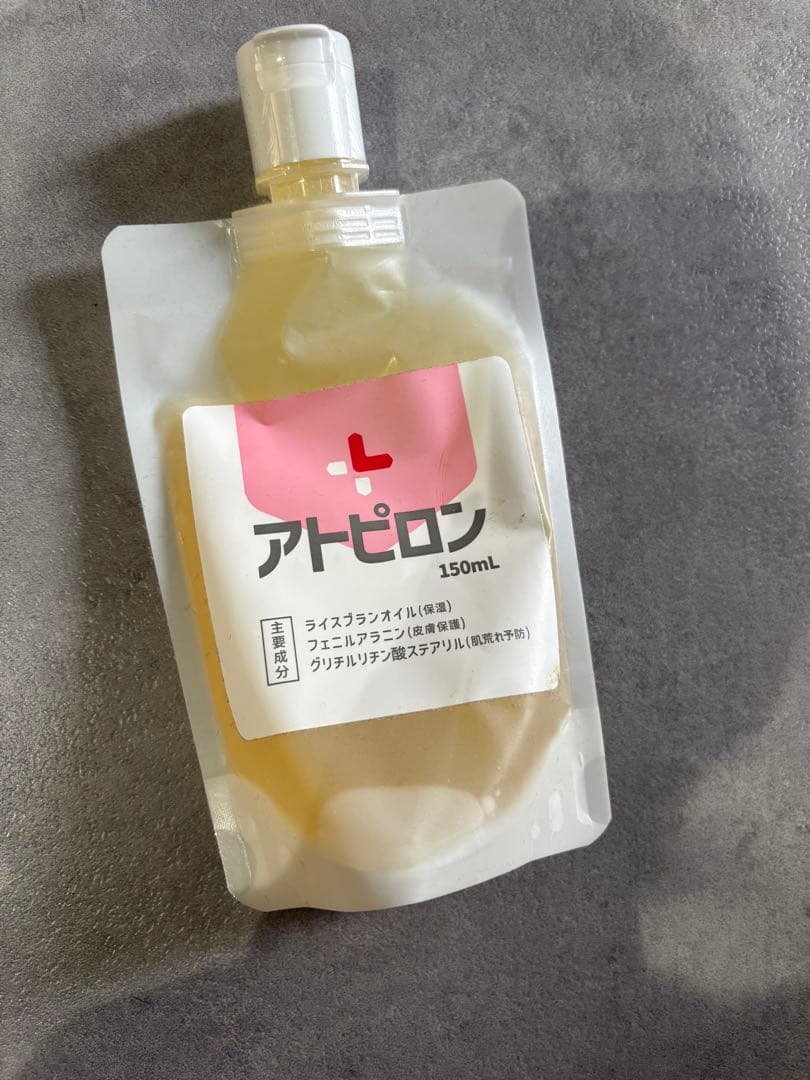 アトピロン
150mL
主要成分
ライスブランオイル(保湿)
フェニルアラニン(皮膚保護)
グリチルリチン酸ステアリル(肌荒れ予防)